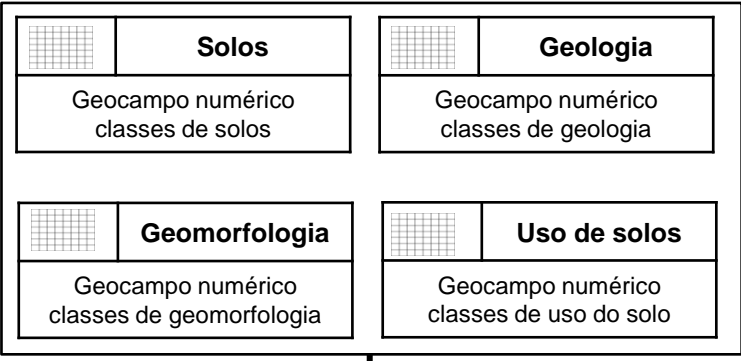 Solos
Geocampo numérico
classes de solos
Geologia
Geocampo numérico
classes de geologia
Geomorfologia
Geocampo numérico
classes de geomorfologia
Uso de solos
Geocampo numérico
classes de uso do solo